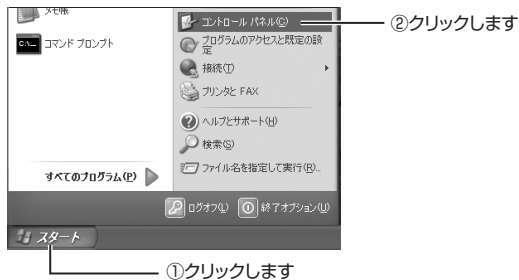 メモ帳
コマンド プロンプト
すべてのプログラム(P)
コントロール パネル(C)
プログラムのアクセスと既定の設
定
接続(T)
プリンタと FAX
ヘルプとサポート(H)
検索(S)
ファイル名を指定して実行(R)...
ログオフ(L)
終了オプション(U)
スタート
②クリックします
①クリックします